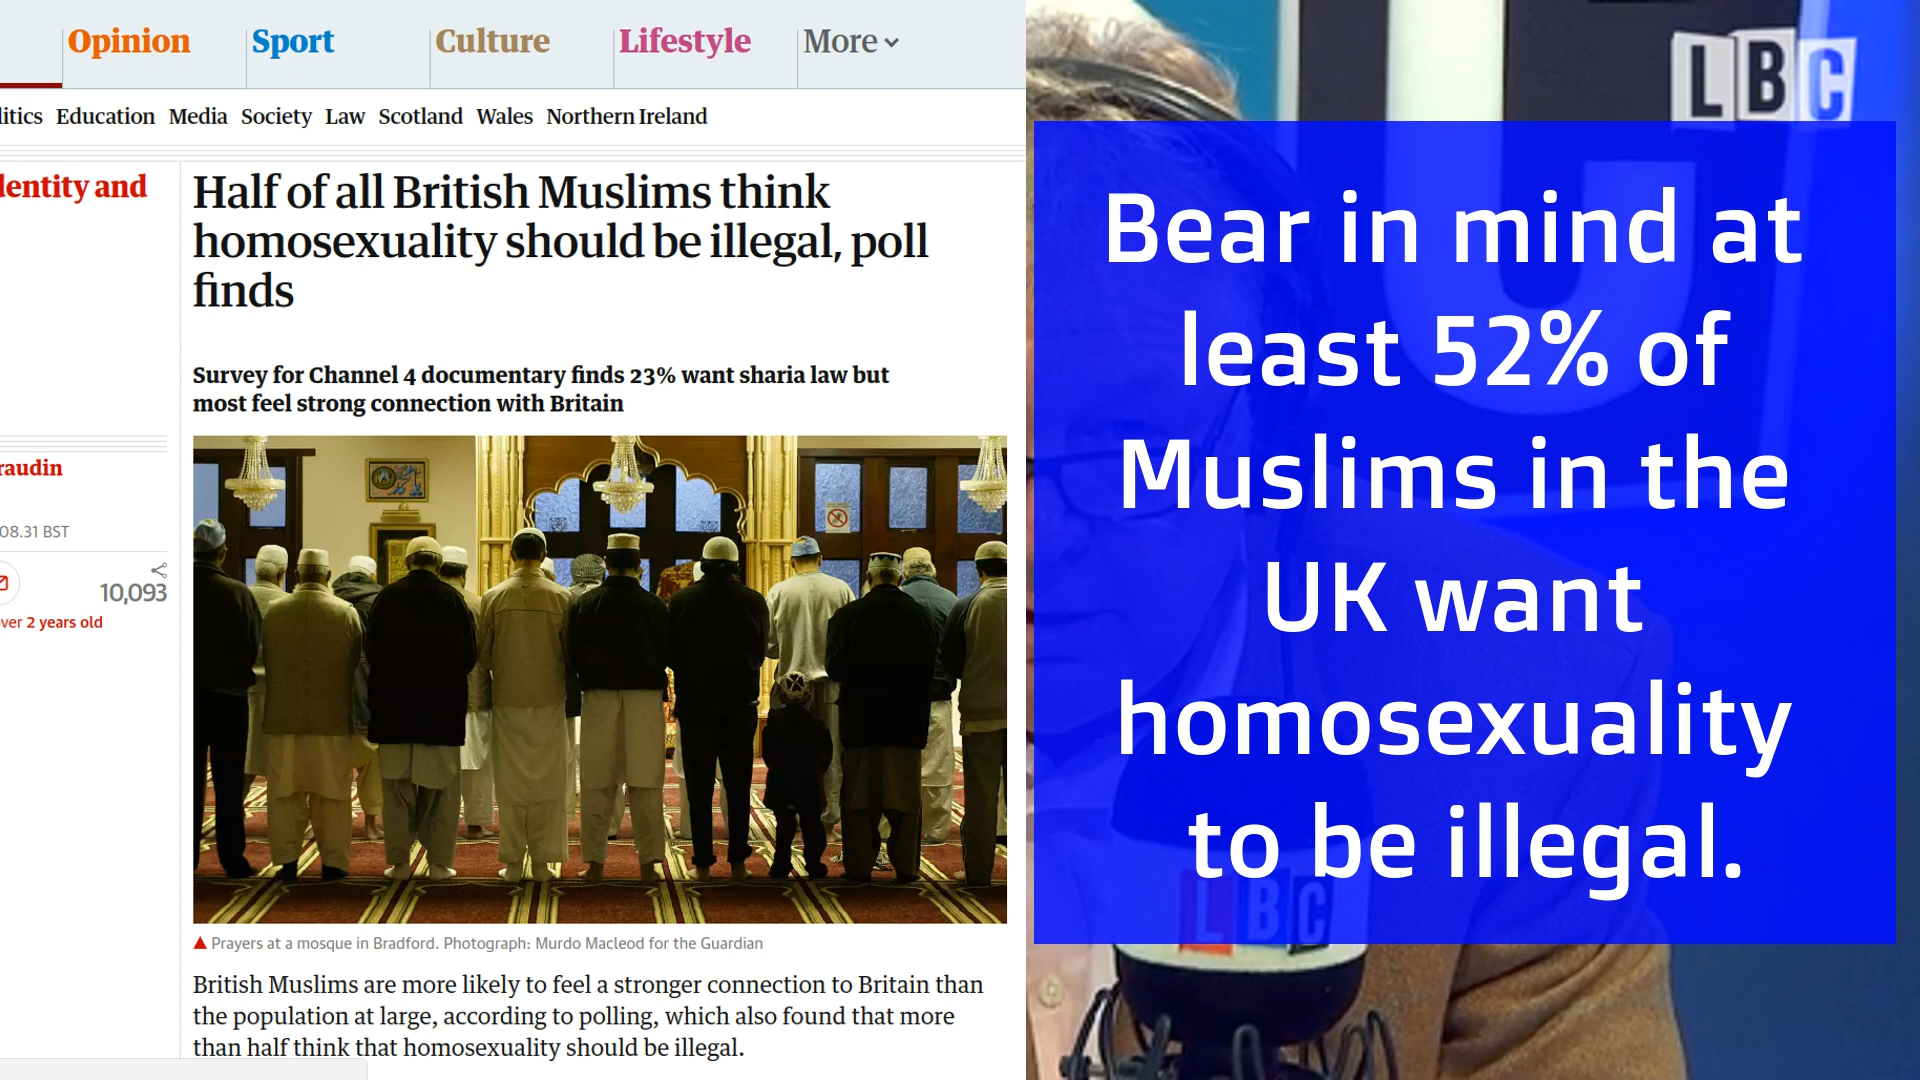 Opinion Sport Culture Lifestyle More
litics Education Media Society Law Scotland Wales Northern Ireland
dentity and
raudin
08.31 BST
10,093
ver 2 years old
Half of all British Muslims think
homosexuality should be illegal, poll
finds
Survey for Channel 4 documentary finds 23% want sharia law but
most feel strong connection with Britain
Prayers at a mosque in Bradford. Photograph: Murdo Macleod for the Guardian
British Muslims are more likely to feel a stronger connection to Britain than
the population at large, according to polling, which also found that more
than half think that homosexuality should be illegal.
LBC
Bear in mind at
least 52% of
Muslims in the
UK want
homosexuality
to be illegal.
LBC